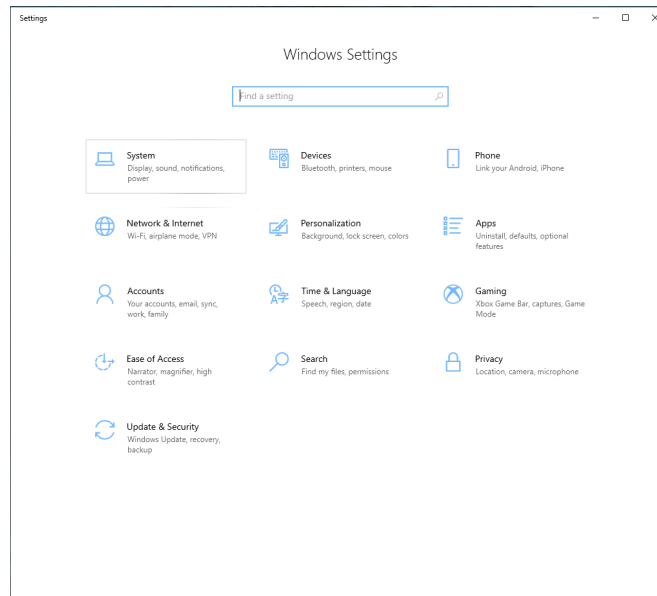 Settings
Windows Settings
Find a setting
System
Display, sound, notifications,
power
Devices
Bluetooth, printers, mouse
Phone
Link your Android, iPhone
Network & Internet
Wi-Fi, airplane mode, VPN
Personalization
Background, lock screen, colors
Apps
Uninstall, defaults, optional
features
Accounts
Your accounts, email, sync,
work, family
Time & Language
Speech, region, date
Gaming
Xbox Game Bar, captures, Game
Mode
Ease of Access
Narrator, magnifier, high
contrast
Search
Find my files, permissions
Privacy
Location, camera, microphone
Update & Security
Windows Update, recovery,
backup